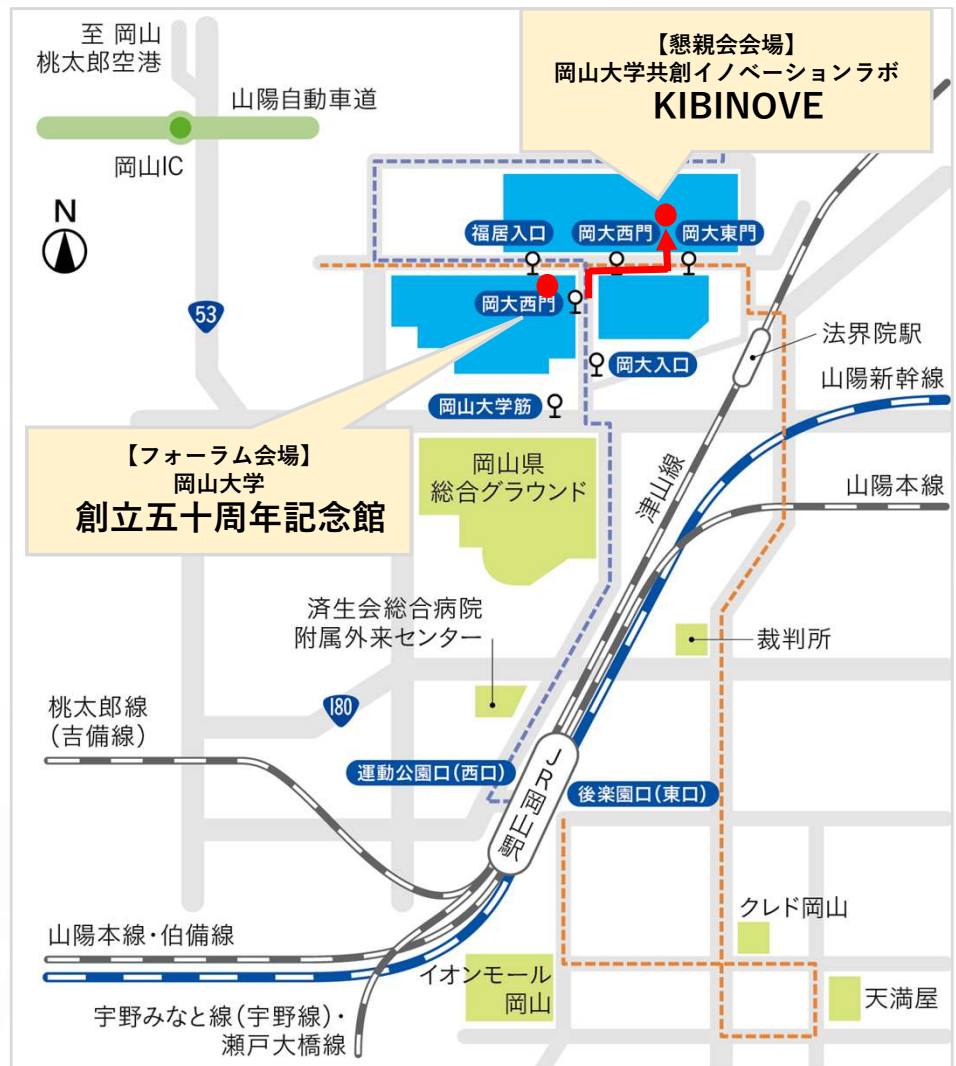 至 岡山
桃太郎空港
山陽自動車道
岡山IC
【懇親会会場】
岡山大学共創イノベーションラボ
KIBINOVE
N
53
福居入口
岡大西門
岡大東門
岡大西門
岡大入口
岡山大学筋
法界院駅
山陽新幹線
山陽本線
津山線
【フォーラム会場】
岡山大学
創立五十周年記念館
岡山県
総合グラウンド
済生会総合病院
附属外来センター
裁判所
180
桃太郎線
(吉備線)
運動公園口(西口)
JR岡山駅
後楽園口(東口)
クレド岡山
山陽本線・伯備線
イオンモール
岡山
天満屋
宇野みなと線(宇野線)・
瀬戸大橋線